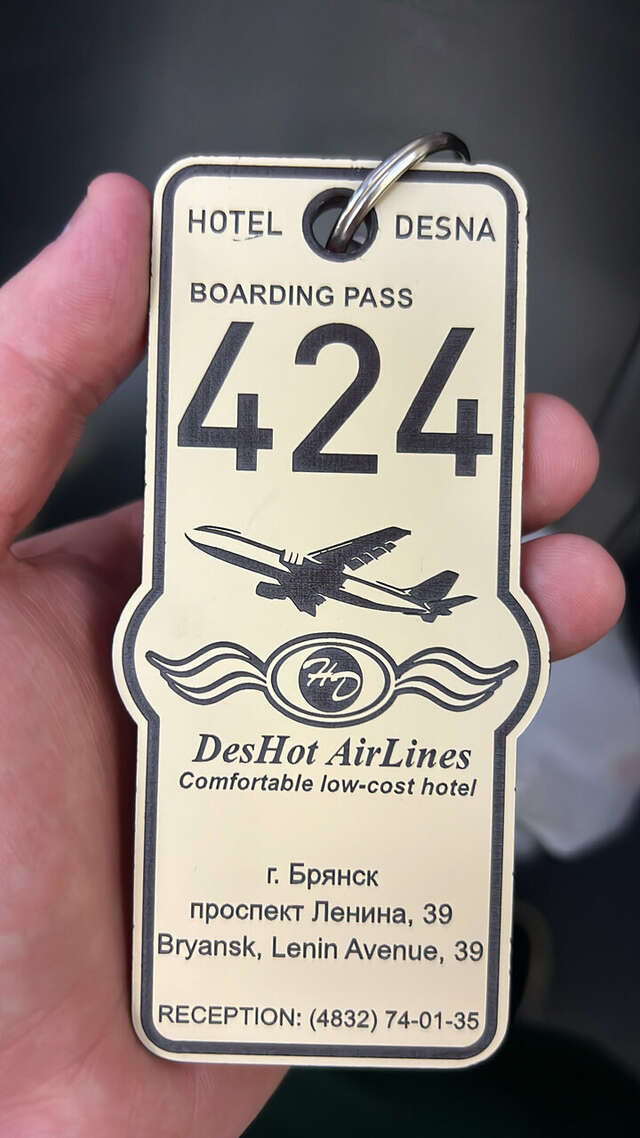 HOTEL DESNA
BOARDING PASS
424
HD
DesHot AirLines
Comfortable low-cost hotel
г. Брянск
проспект Ленина, 39
Bryansk, Lenin Avenue, 39
RECEPTION: (4832) 74-01-35